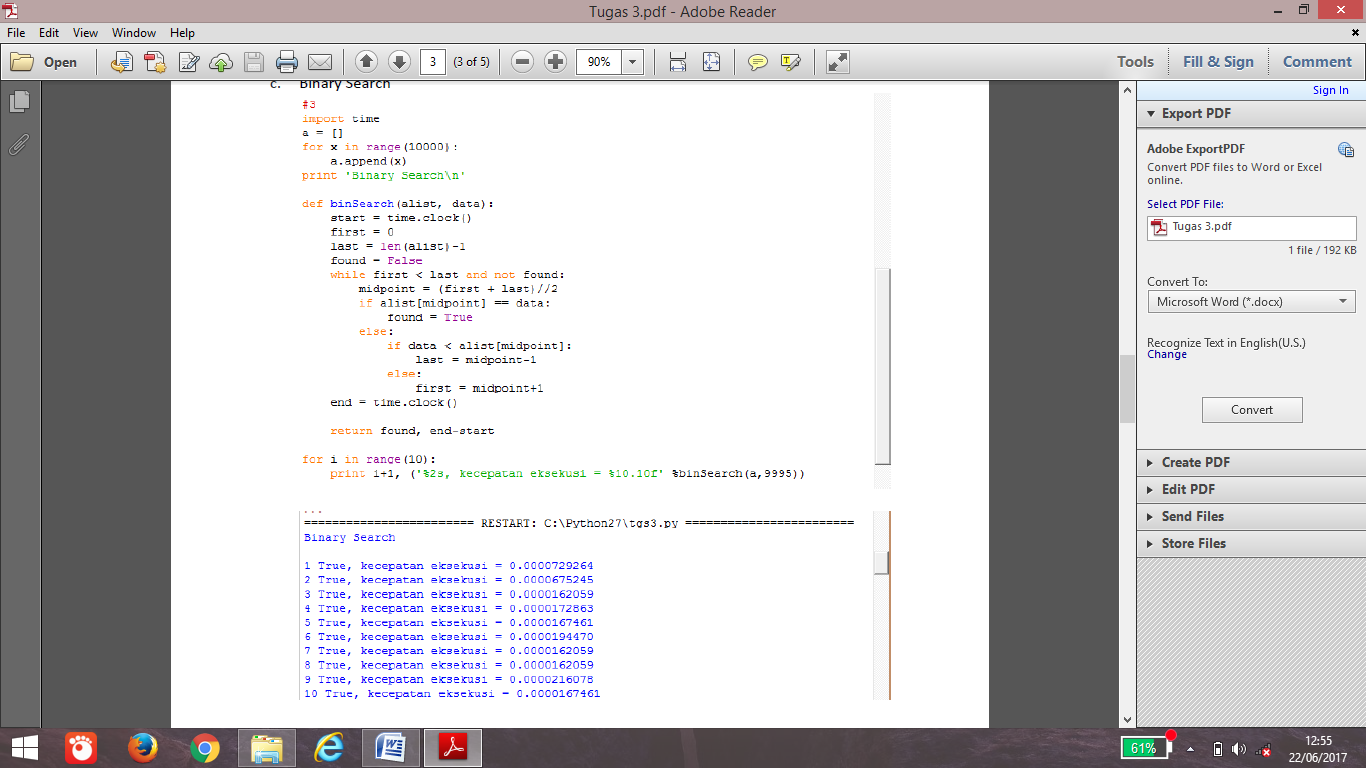 Tugas 3.pdf - Adobe Reader
File Edit View Window Help
Open 3 (3 of 5) 90% Tools Fill & Sign Comment
Sign In
Export PDF
Adobe ExportPDF
Convert PDF files to Word or Excel
online.
Select PDF File:
Tugas 3.pdf
1 file / 192 KB
Convert To:
Microsoft Word (*.docx)
Recognize Text in English(U.S.)
Change
Convert
Create PDF
Edit PDF
Send Files
Store Files
c. Binary Search
#3
import time
a = []
for x in range(10000):
    a.append(x)
print 'Binary Search\n'
def binSearch(alist, data):
    start = time.clock()
    first = 0
    last = len(alist)-1
    found = False
    while first < last and not found:
        midpoint = (first + last)//2
        if alist[midpoint] == data:
            found = True
        else:
            if data < alist[midpoint]:
                last = midpoint-1
            else:
                first = midpoint+1
    end = time.clock()
    return found, end-start
for i in range(10):
    print i+1, ('%2s, kecepatan eksekusi = %10.10f' %binSearch(a,9995))
======================== RESTART: C:\Python27\tgs3.py ========================
Binary Search
1 True, kecepatan eksekusi = 0.0000729264
2 True, kecepatan eksekusi = 0.0000675245
3 True, kecepatan eksekusi = 0.0000162059
4 True, kecepatan eksekusi = 0.0000172863
5 True, kecepatan eksekusi = 0.0000167461
6 True, kecepatan eksekusi = 0.0000194470
7 True, kecepatan eksekusi = 0.0000162059
8 True, kecepatan eksekusi = 0.0000162059
9 True, kecepatan eksekusi = 0.0000216078
10 True, kecepatan eksekusi = 0.0000167461
61%
12:55
22/06/2017